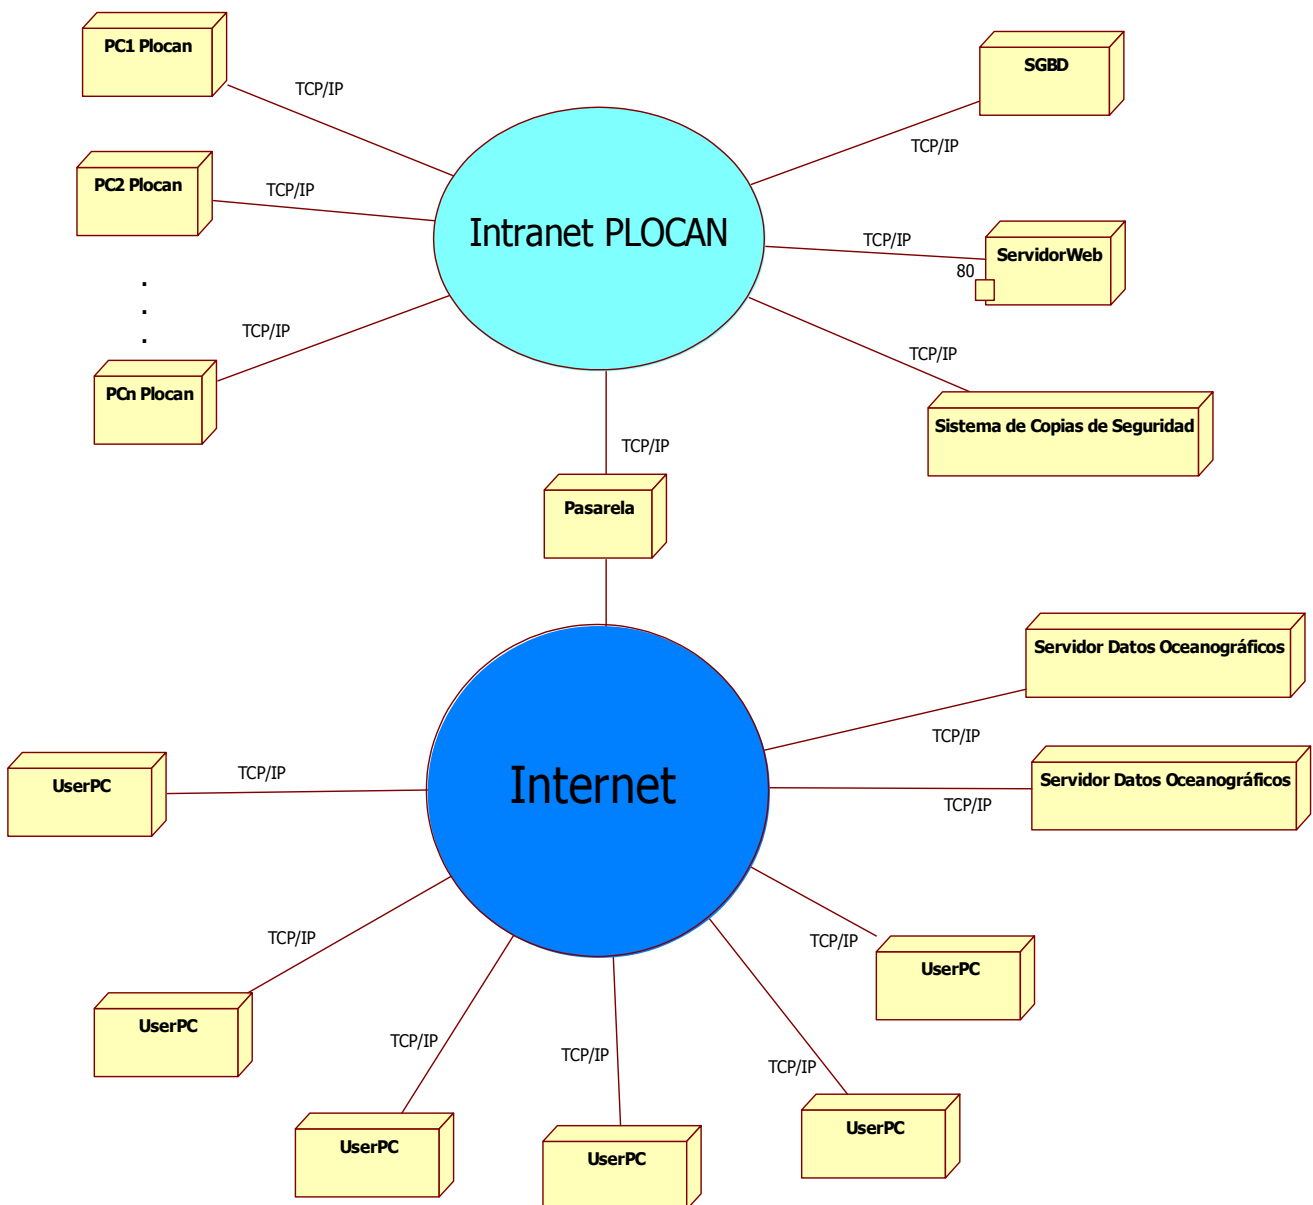 PC1 Plocan
TCP/IP
SGBD
TCP/IP
PC2 Plocan
TCP/IP
Intranet PLOCAN
TCP/IP
ServidorWeb
80
.
.
.
TCP/IP
PCn Plocan
TCP/IP
Sistema de Copias de Seguridad
TCP/IP
Pasarela
Servidor Datos Oceanográficos
TCP/IP
UserPC
TCP/IP
Internet
Servidor Datos Oceanográficos
TCP/IP
TCP/IP
UserPC
TCP/IP
UserPC
TCP/IP
UserPC
TCP/IP
UserPC
TCP/IP
UserPC